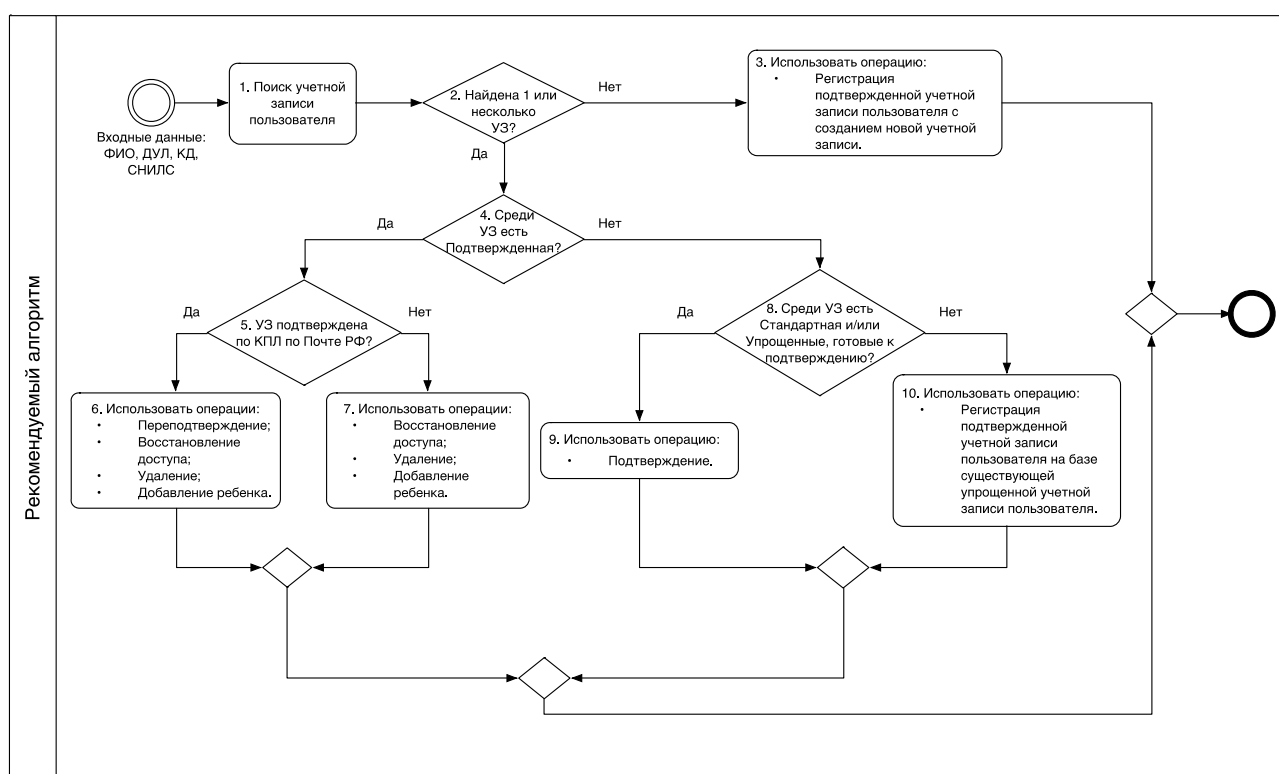 Рекомендуемый алгоритм
Входные данные:
ФИО, ДУЛ, КД,
СНИЛС
1. Поиск учетной
записи
пользователя
2. Найдена 1 или
несколько
УЗ?
Нет
Да
3. Использовать операцию:
• Регистрация
подтвержденной учетной
записи пользователя с
созданием новой учетной
записи.
4. Среди
УЗ есть
Подтвержденная?
Да
Нет
5. УЗ подтверждена
по КПЛ по Почте РФ?
Да
Нет
6. Использовать операции:
• Переподтверждение;
• Восстановление
доступа;
• Удаление;
• Добавление ребенка.
7. Использовать операции:
• Восстановление
доступа;
• Удаление;
• Добавление
ребенка.
8. Среди УЗ есть
Стандартная и/или
Упрощенные, готовые к
подтверждению?
Да
Нет
9. Использовать операцию:
• Подтверждение.
10. Использовать операцию:
• Регистрация
подтвержденной
учетной записи
пользователя на базе
существующей
упрощенной учетной
записи пользователя.